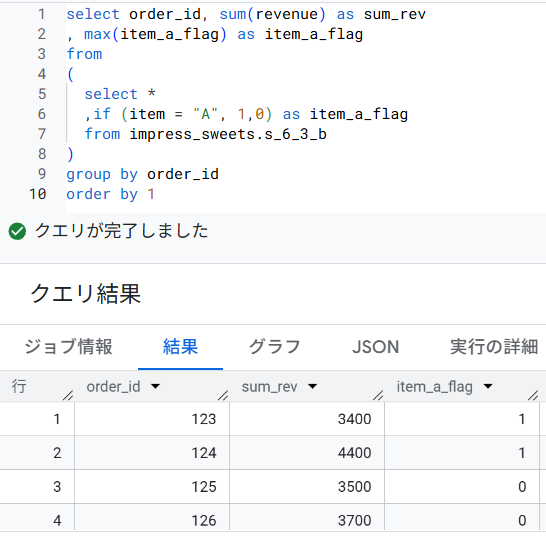 1 select order_id, sum(revenue) as sum_rev
2 , max(item_a_flag) as item_a_flag
3 from
4 (
5   select *
6   ,if (item = "A", 1,0) as item_a_flag
7   from impress_sweets.s_6_3_b
8 )
9 group by order_id
10 order by 1
クエリが完了しました
クエリ結果
ジョブ情報 結果 グラフ JSON 実行の詳細
行 order_id sum_rev item_a_flag
1 123 3400 1
2 124 4400 1
3 125 3500 0
4 126 3700 0